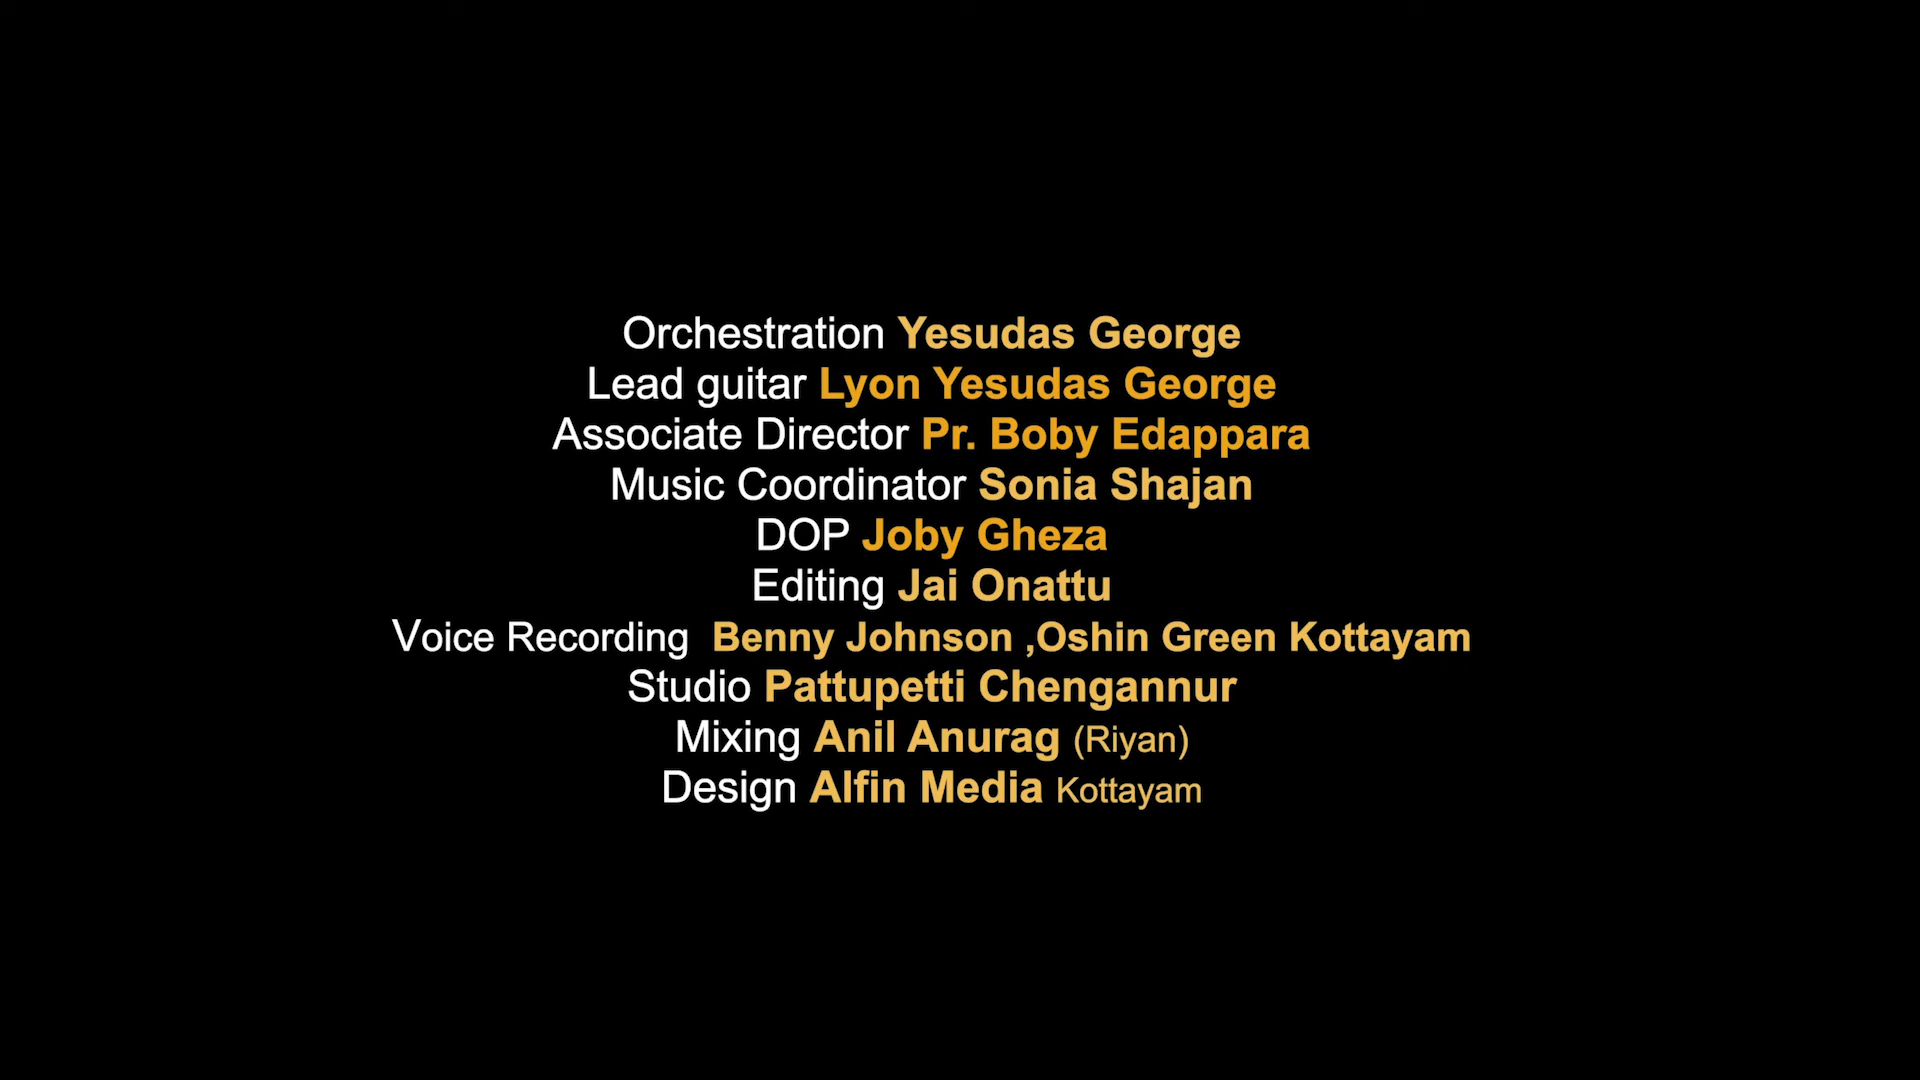 Orchestration Yesudas George
Lead guitar Lyon Yesudas George
Associate Director Pr. Boby Edappara
Music Coordinator Sonia Shajan
DOP Joby Gheza
Editing Jai Onattu
Voice Recording  Benny Johnson ,Oshin Green Kottayam
Studio Pattupetti Chengannur
Mixing Anil Anurag (Riyan)
Design Alfin Media Kottayam